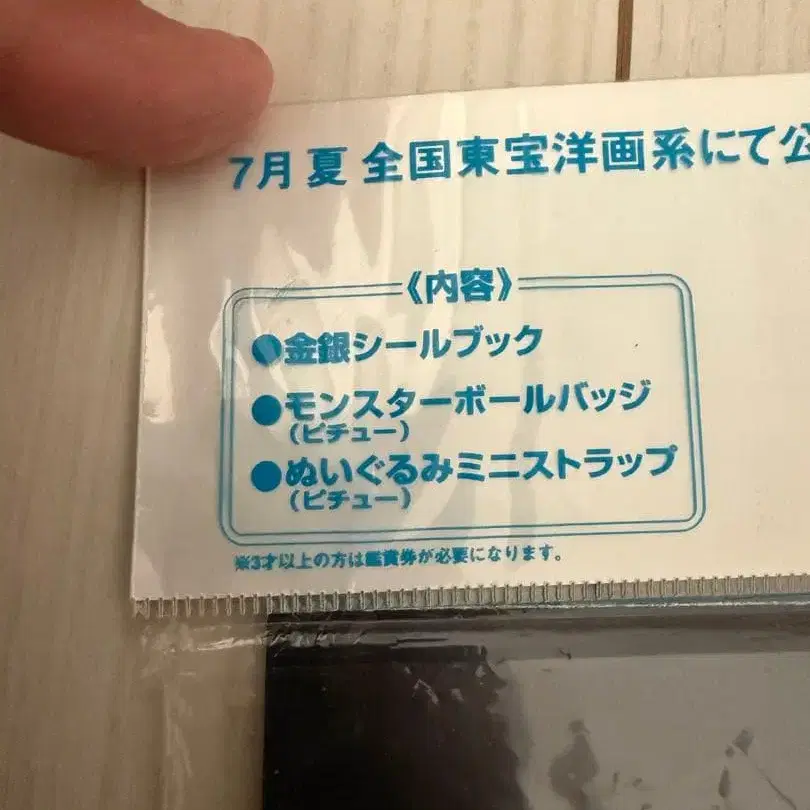 7月 夏 全国東宝洋画系にて公
《内容》
●金銀シールブック
●モンスターボールバッジ
（ピチュー）
●ぬいぐるみミニストラップ
（ピチュー）
※3才以上の方は鑑賞券が必要になります。